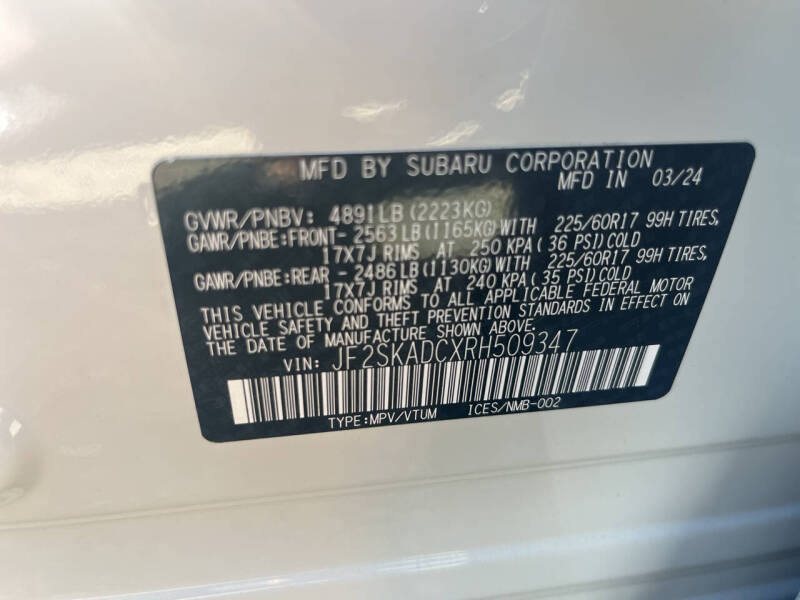 MFD BY SUBARU CORPORATION
MFD IN 03/24
GVWR/PNBV: 4891LB(2223KG)
GAWR/PNBE:FRONT- 2563LB(1165KG)WITH 225/60R17 99H TIRES,
17X7J RIMS AT 250 KPA( 36 PSI)COLD
GAWR/PNBE:REAR - 2486LB(1130KG)WITH 225/60R17 99H TIRES,
17X7J RIMS AT 240 KPA( 35 PSI)COLD
THIS VEHICLE CONFORMS TO ALL APPLICABLE FEDERAL MOTOR
VEHICLE SAFETY AND THEFT PREVENTION STANDARDS IN EFFECT ON
THE DATE OF MANUFACTURE SHOWN ABOVE.
VIN: JF2SKADCXRH509347
TYPE:MPV/VTUM ICES/NMB-002